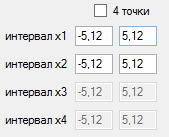 4 точки
интервал x1 -5,12 5,12
интервал x2 -5,12 5,12
интервал x3 -5,12 5,12
интервал x4 -5,12 5,12